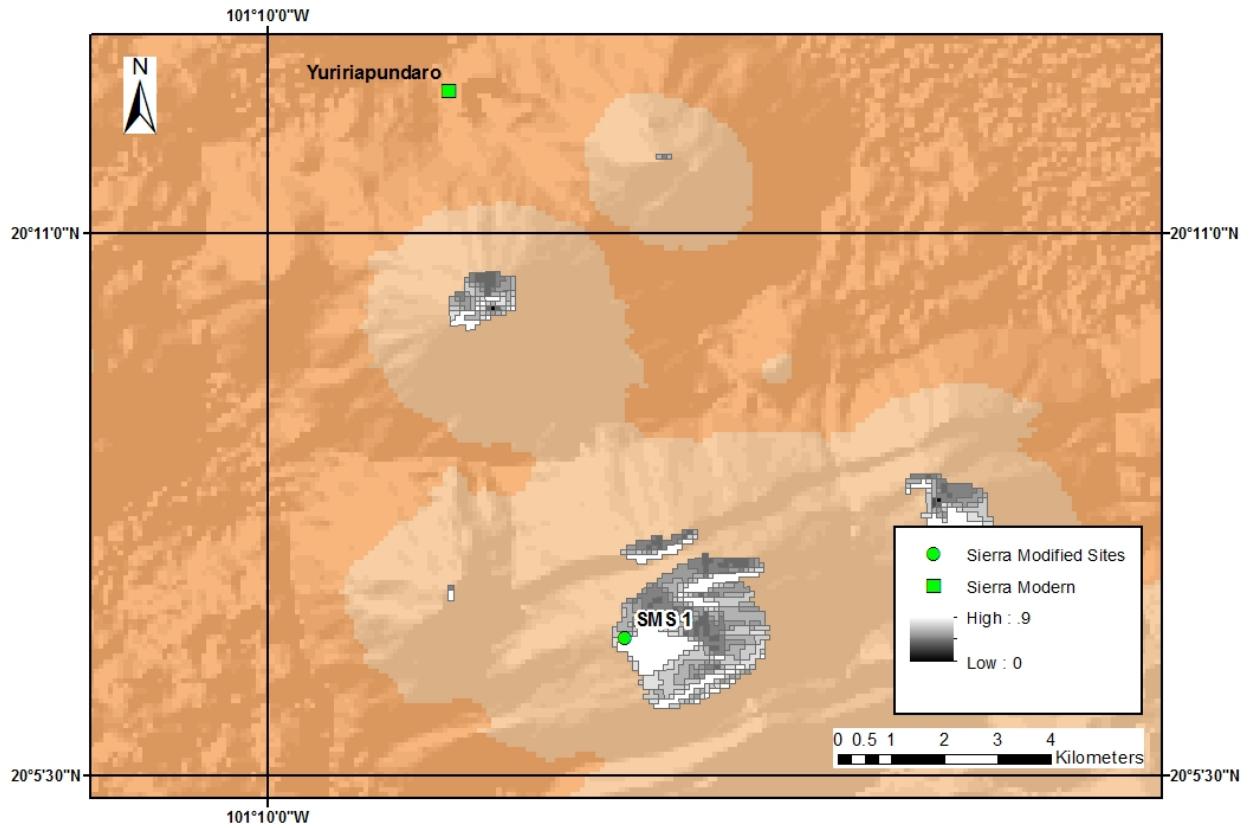 101°10'0"W
N
Yuririapundaro
20°11'0"N
20°11'0"N
SMS 1
Sierra Modified Sites
Sierra Modern
High : .9
Low : 0
0 0.5 1 2 3 4
Kilometers
20°5'30"N
20°5'30"N
101°10'0"W